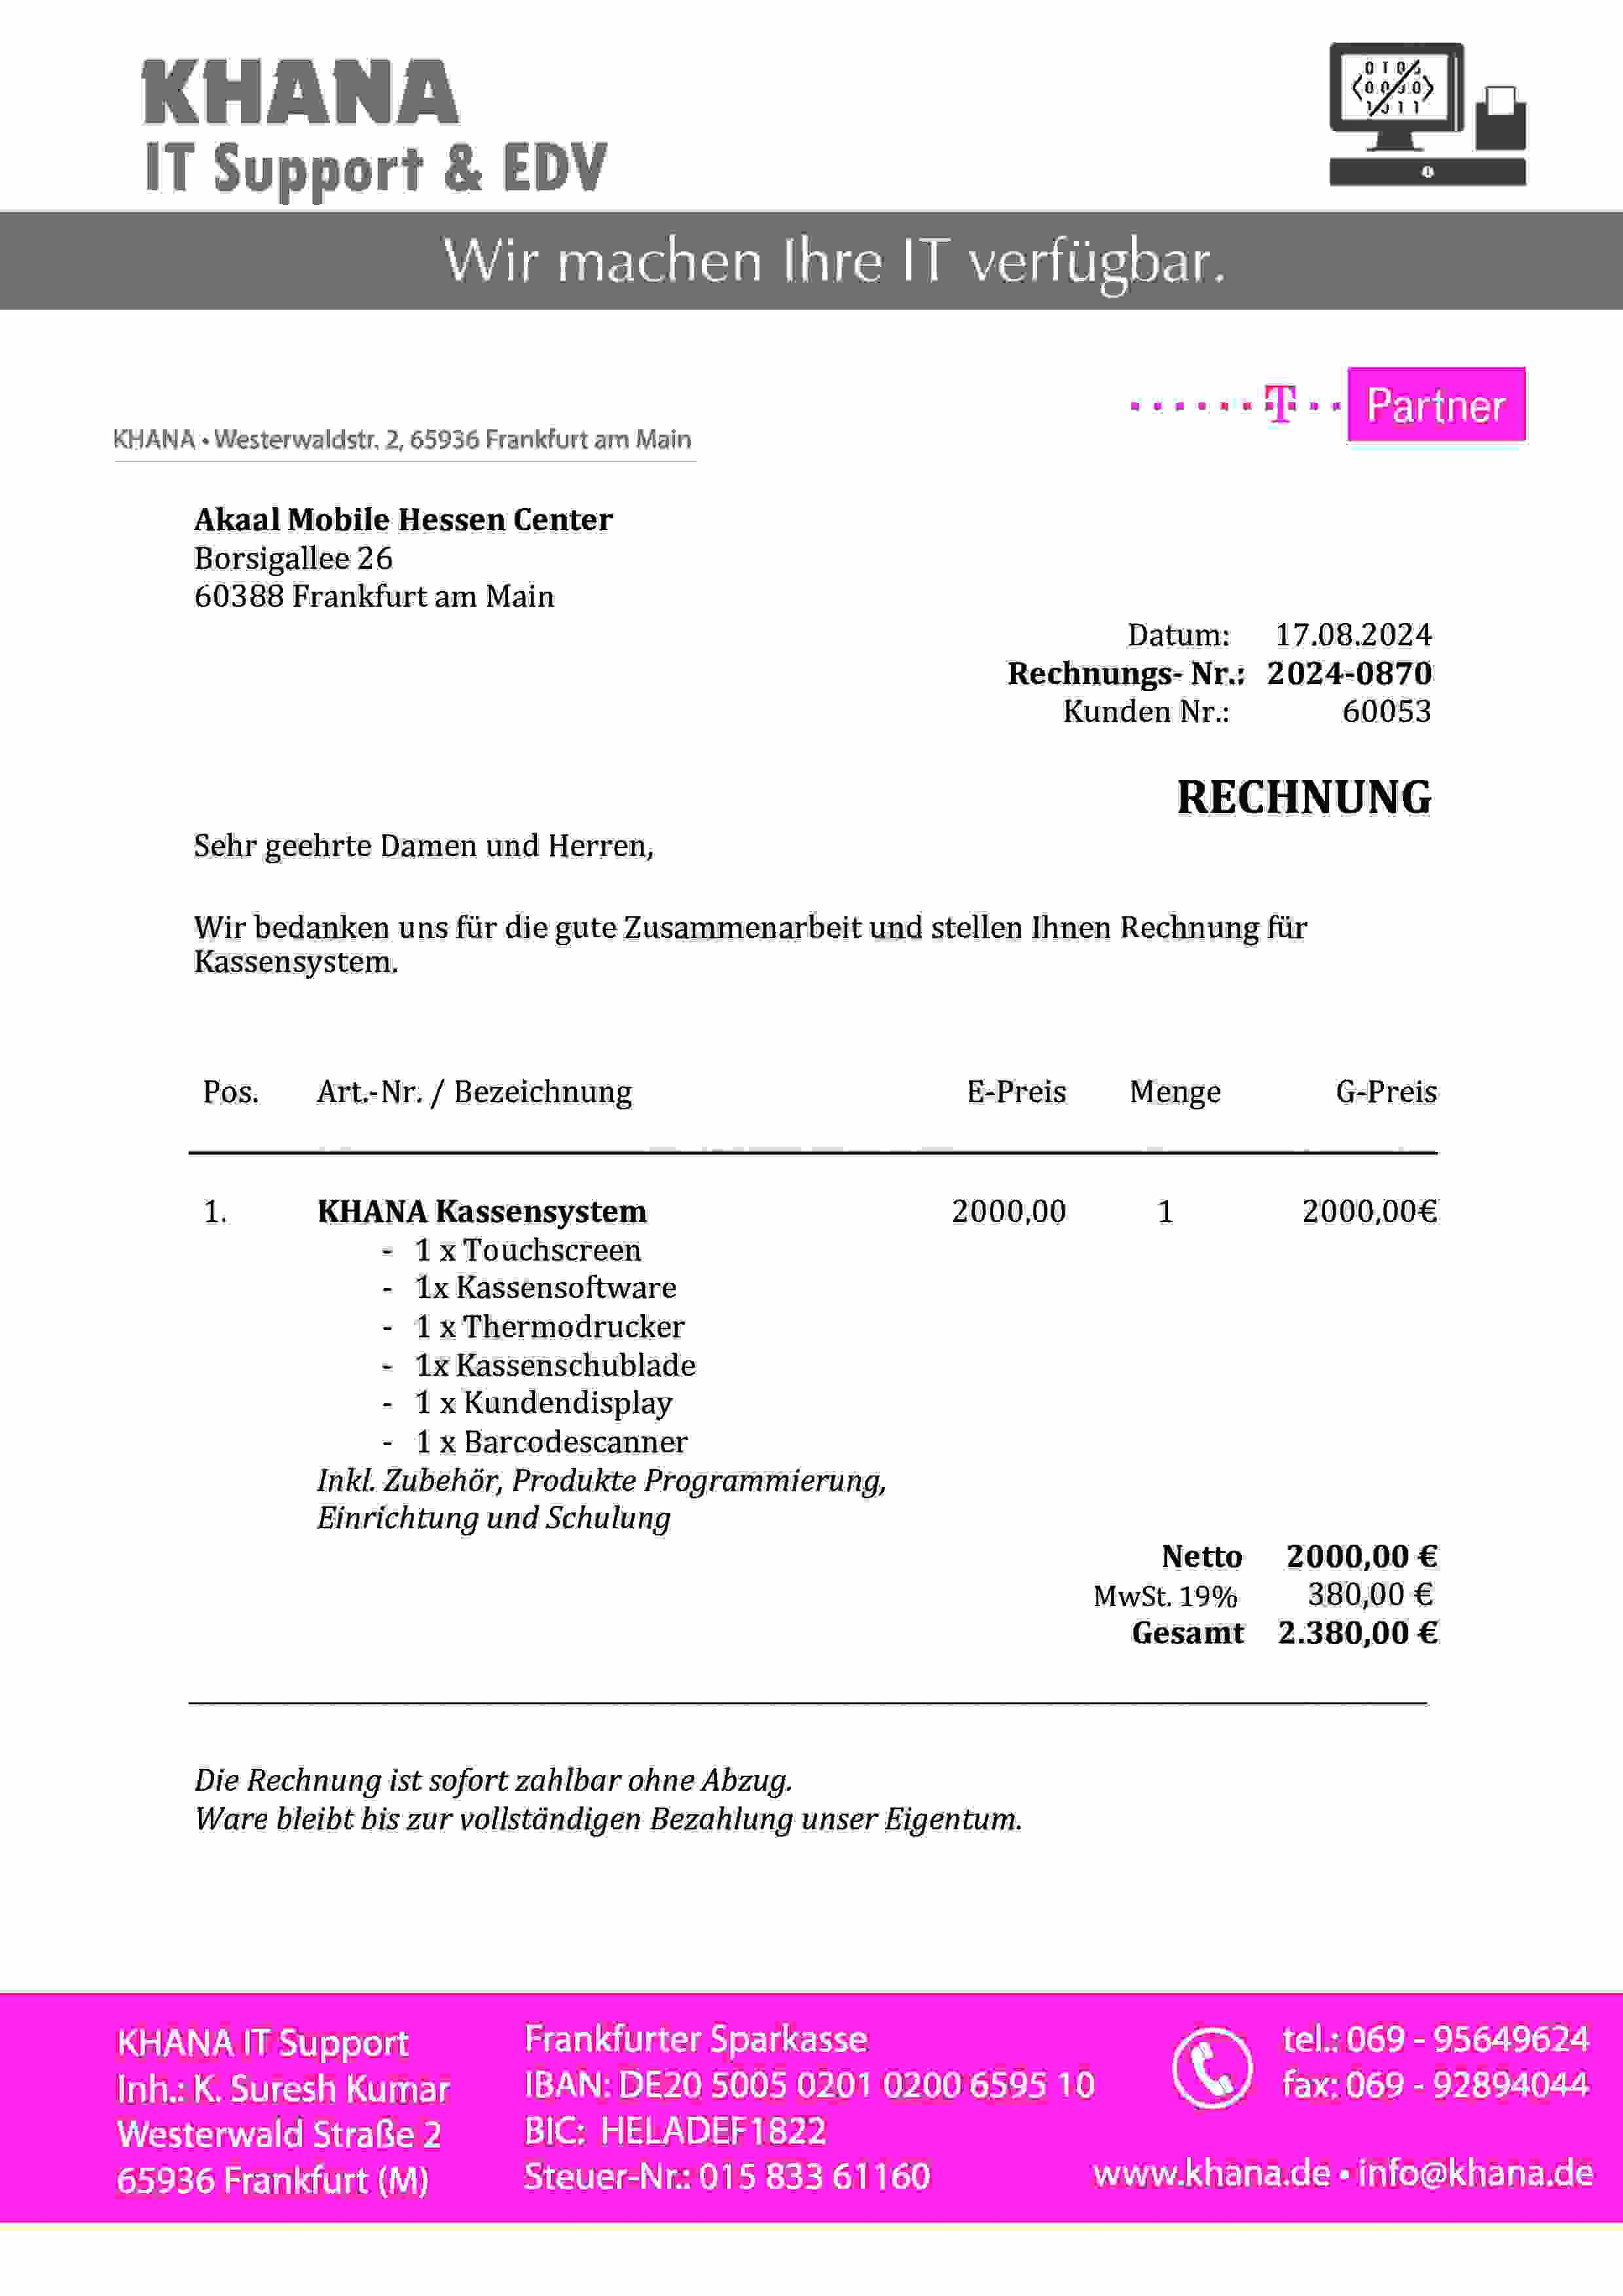 KHANA
IT Support & EDV
Wir machen Ihre IT verfügbar.
T Partner
KHANA • Westerwaldstr. 2, 65936 Frankfurt am Main
Akaal Mobile Hessen Center
Borsigallee 26
60388 Frankfurt am Main
Datum: 17.08.2024
Rechnungs- Nr.: 2024-0870
Kunden Nr.: 60053
RECHNUNG
Sehr geehrte Damen und Herren,
Wir bedanken uns für die gute Zusammenarbeit und stellen Ihnen Rechnung für
Kassensystem.
Pos. Art.-Nr. / Bezeichnung E-Preis Menge G-Preis
1. KHANA Kassensystem 2000,00 1 2000,00€
- 1 x Touchscreen
- 1x Kassensoftware
- 1 x Thermodrucker
- 1x Kassenschublade
- 1 x Kundendisplay
- 1 x Barcodescanner
Inkl. Zubehör, Produkte Programmierung,
Einrichtung und Schulung
Netto 2000,00 €
MwSt. 19% 380,00 €
Gesamt 2.380,00 €
Die Rechnung ist sofort zahlbar ohne Abzug.
Ware bleibt bis zur vollständigen Bezahlung unser Eigentum.
KHANA IT Support
Inh.: K. Suresh Kumar
Westerwald Straße 2
65936 Frankfurt (M)
Frankfurter Sparkasse
IBAN: DE20 5005 0201 0200 6595 10
BIC: HELADEF1822
Steuer-Nr.: 015 833 61160
tel.: 069 - 95649624
fax: 069 - 92894044
www.khana.de • info@khana.de